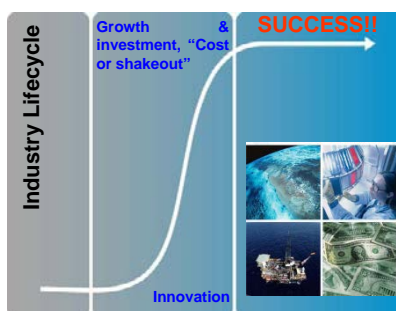 Industry Lifecycle
Growth &
investment, “Cost
or shakeout”
SUCCESS!!
Innovation